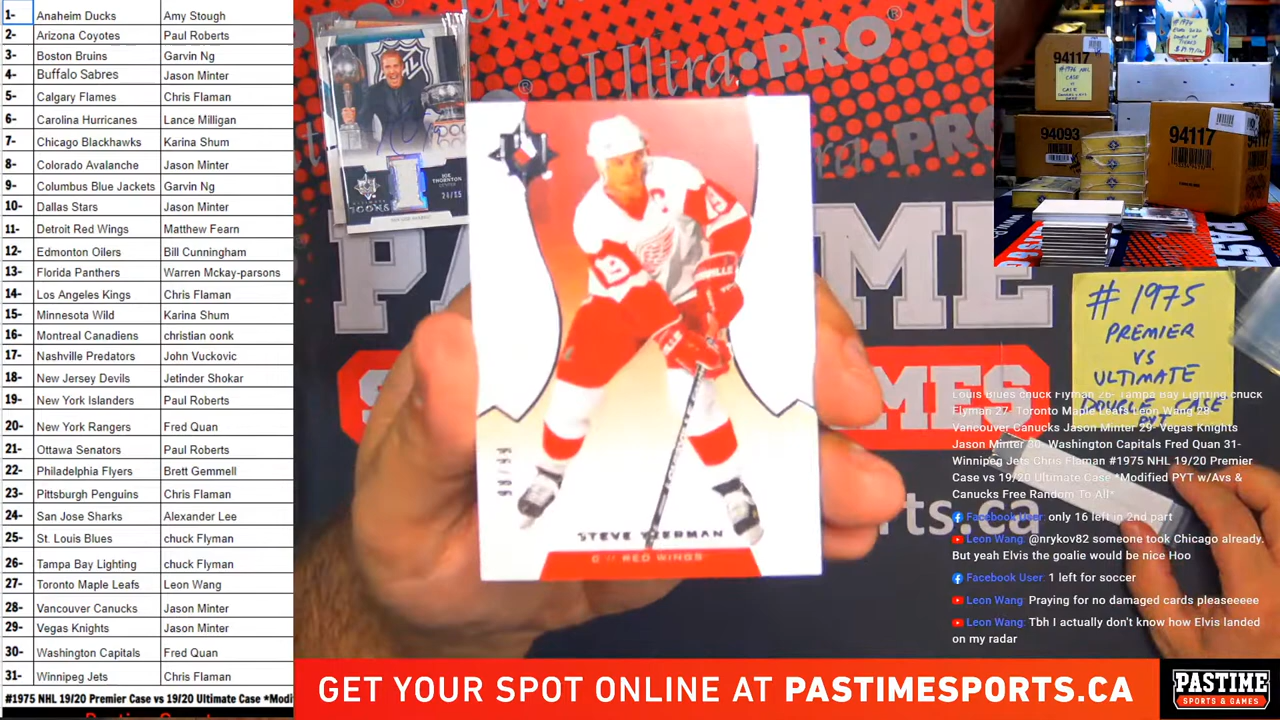 1- Anaheim Ducks Amy Stough
2- Arizona Coyotes Paul Roberts
3- Boston Bruins Garvin Ng
4- Buffalo Sabres Jason Minter
5- Calgary Flames Chris Flaman
6- Carolina Hurricanes Lance Milligan
7- Chicago Blackhawks Karina Shum
8- Colorado Avalanche Jason Minter
9- Columbus Blue Jackets Garvin Ng
10- Dallas Stars Jason Minter
11- Detroit Red Wings Matthew Fearn
12- Edmonton Oilers Bill Cunningham
13- Florida Panthers Warren Mckay-parsons
14- Los Angeles Kings Chris Flaman
15- Minnesota Wild Karina Shum
16- Montreal Canadiens christian oonk
17- Nashville Predators John Vuckovic
18- New Jersey Devils Jetinder Shokar
19- New York Islanders Paul Roberts
20- New York Rangers Fred Quan
21- Ottawa Senators Paul Roberts
22- Philadelphia Flyers Brett Gemmell
23- Pittsburgh Penguins Chris Flaman
24- San Jose Sharks Alexander Lee
25- St. Louis Blues chuck Flyman
26- Tampa Bay Lighting chuck Flyman
27- Toronto Maple Leafs Leon Wang
28- Vancouver Canucks Jason Minter
29- Vegas Knights Jason Minter
30- Washington Capitals Fred Quan
31- Winnipeg Jets Chris Flaman
#1975 NHL 19/20 Premier Case vs 19/20 Ultimate Case *Modi
Ultra PRO
JOE THORNTON
CENTER
19
STEVE YZERMAN
RED WINGS
94117
94093
94117
# 1975
PREMIER
VS
ULTIMATE
DOUBLE CASE
PYT
Louis Blues chuck Flyman 26- Tampa Bay Lighting chuck
Flyman 27- Toronto Maple Leafs Leon Wang 28-
Vancouver Canucks Jason Minter 29- Vegas Knights
Jason Minter 30- Washington Capitals Fred Quan 31-
Winnipeg Jets Chris Flaman #1975 NHL 19/20 Premier
Case vs 19/20 Ultimate Case *Modified PYT w/Avs &
Canucks Free Random To All*
Facebook User: only 16 left in 2nd part
Leon Wang: @nrykov82 someone took Chicago already.
But yeah Elvis the goalie would be nice Hoo
Facebook User: 1 left for soccer
Leon Wang: Praying for no damaged cards pleaseeeee
Leon Wang: Tbh I actually don't know how Elvis landed
on my radar
GET YOUR SPOT ONLINE AT PASTIMESPORTS.CA
PASTIME
SPORTS & GAMES